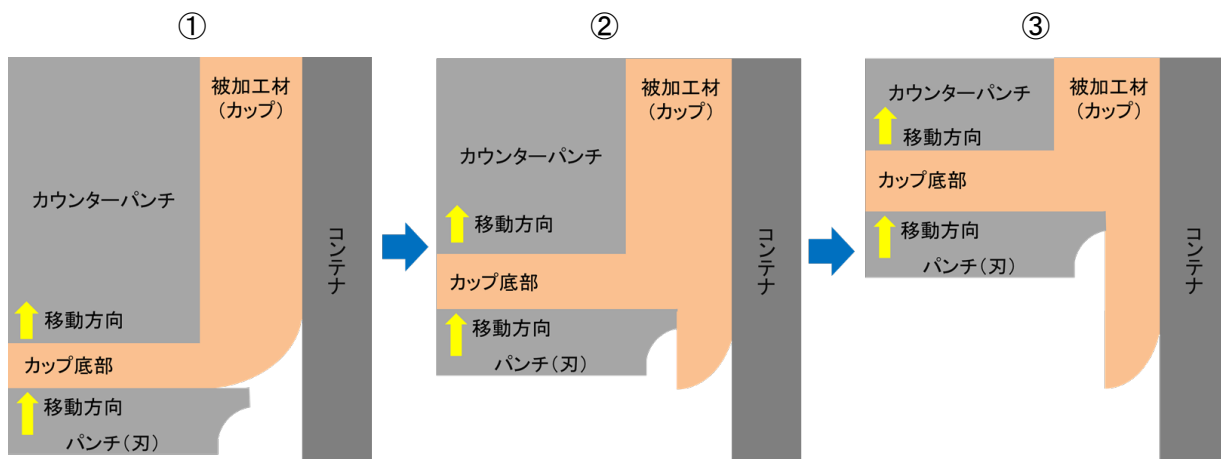 ①
被加工材
（カップ）
カウンターパンチ
コンテナ
移動方向
カップ底部
移動方向
パンチ（刃）
②
被加工材
（カップ）
カウンターパンチ
移動方向
コンテナ
カップ底部
移動方向
パンチ（刃）
③
被加工材
（カップ）
カウンターパンチ
移動方向
カップ底部
コンテナ
移動方向
パンチ（刃）